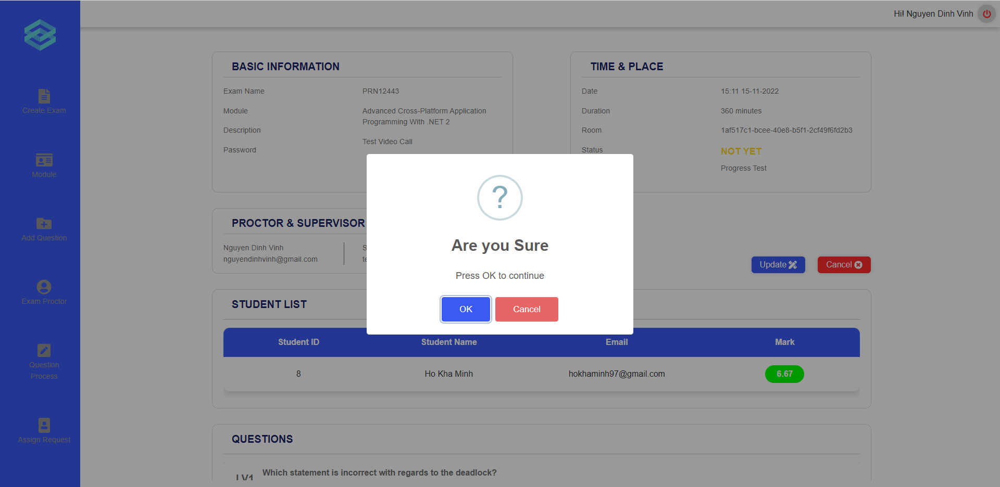 Hi! Nguyen Dinh Vinh
Create Exam
Module
Add Question
Exam Proctor
Question
Process
Assign Request
BASIC INFORMATION
Exam Name
PRN12443
Module
Advanced Cross-Platform Application
Programming With .NET 2
Description
Test Video Call
Password
TIME & PLACE
Date
15:11 15-11-2022
Duration
360 minutes
Room
1af517c1-bcee-40e8-b5f1-2cf49f6fd2b3
Status
NOT YET
Progress Test
PROCTOR & SUPERVISOR
Nguyen Dinh Vinh
nguyendinhvinh@gmail.com
Update
Cancel
?
Are you Sure
Press OK to continue
OK
Cancel
STUDENT LIST
Student ID
Student Name
Email
Mark
8
Ho Kha Minh
hokhaminh97@gmail.com
6.67
QUESTIONS
LV1
Which statement is incorrect with regards to the deadlock?